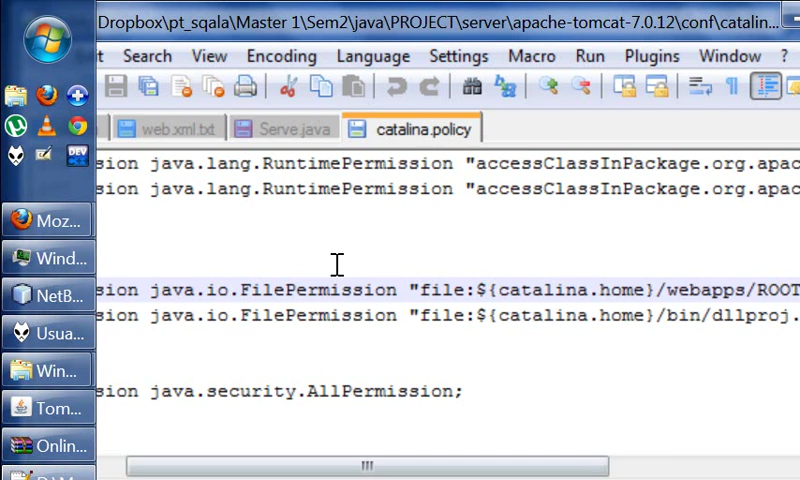 Dropbox\pt_sqala\Master 1\Sem2\java\PROJECT\server\apache-tomcat-7.0.12\conf\catalin...
t Search View Encoding Language Settings Macro Run Plugins Window ?
web.xml.txt Serve.java catalina.policy
sion java.lang.RuntimePermission "accessClassInPackage.org.apac
sion java.lang.RuntimePermission "accessClassInPackage.org.apac
sion java.io.FilePermission "file:${catalina.home}/webapps/ROOT
sion java.io.FilePermission "file:${catalina.home}/bin/dllproj.
sion java.security.AllPermission;
DEV
Moz...
Wind...
NetB...
Usua...
Win...
Tom...
Onlin...